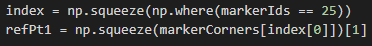 index = np.squeeze(np.where(markerIds == 25))
refPt1 = np.squeeze(markerCorners[index[0]])[1]